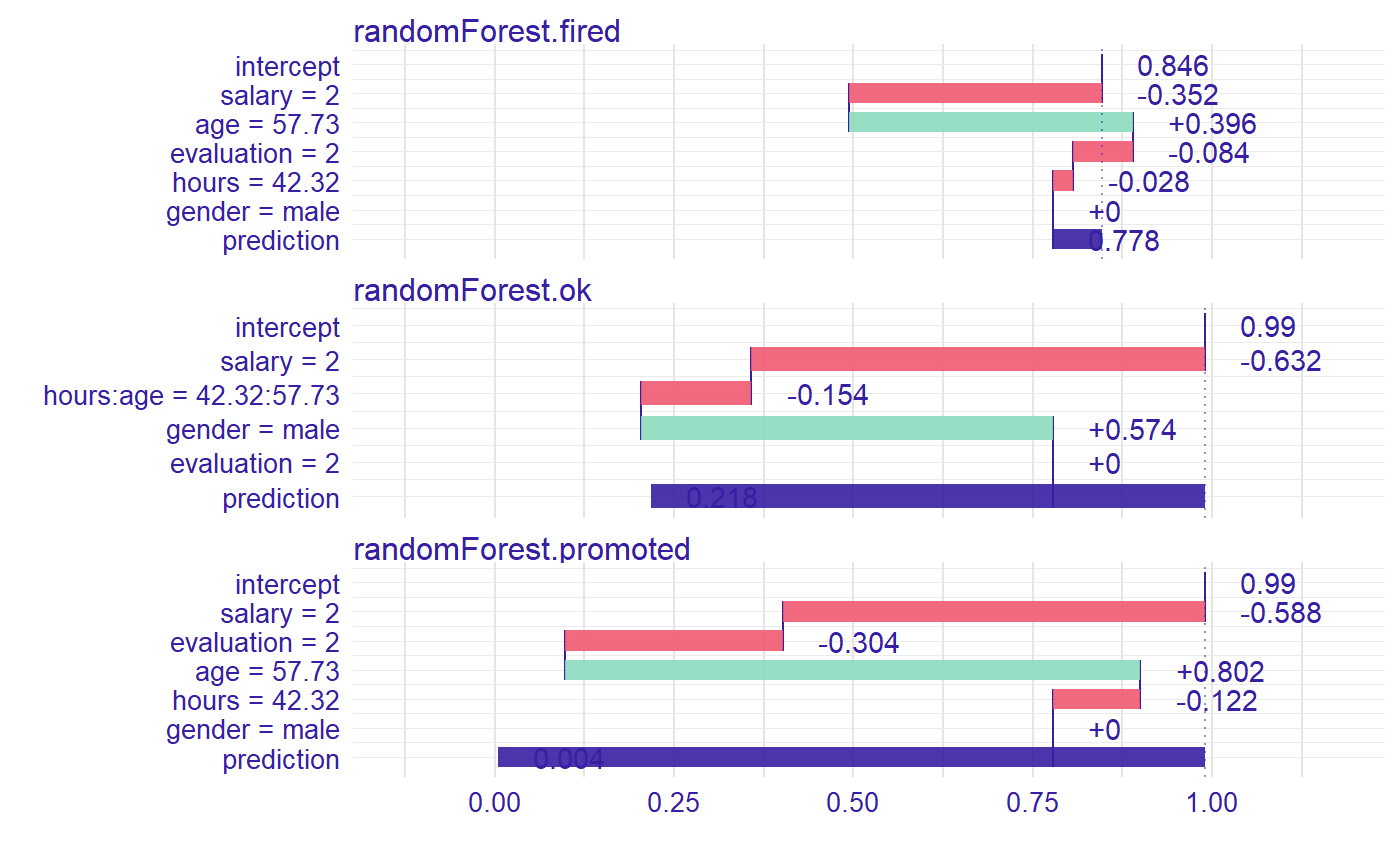 randomForest.fired
intercept 0.846
salary = 2 -0.352
age = 57.73 +0.396
evaluation = 2 -0.084
hours = 42.32 -0.028
gender = male +0
prediction 0.778
randomForest.ok
intercept 0.99
salary = 2 -0.632
hours:age = 42.32:57.73 -0.154
gender = male +0.574
evaluation = 2 +0
prediction 0.218
randomForest.promoted
intercept 0.99
salary = 2 -0.588
evaluation = 2 -0.304
age = 57.73 +0.802
hours = 42.32 -0.122
gender = male +0
prediction 0.004
0.00 0.25 0.50 0.75 1.00